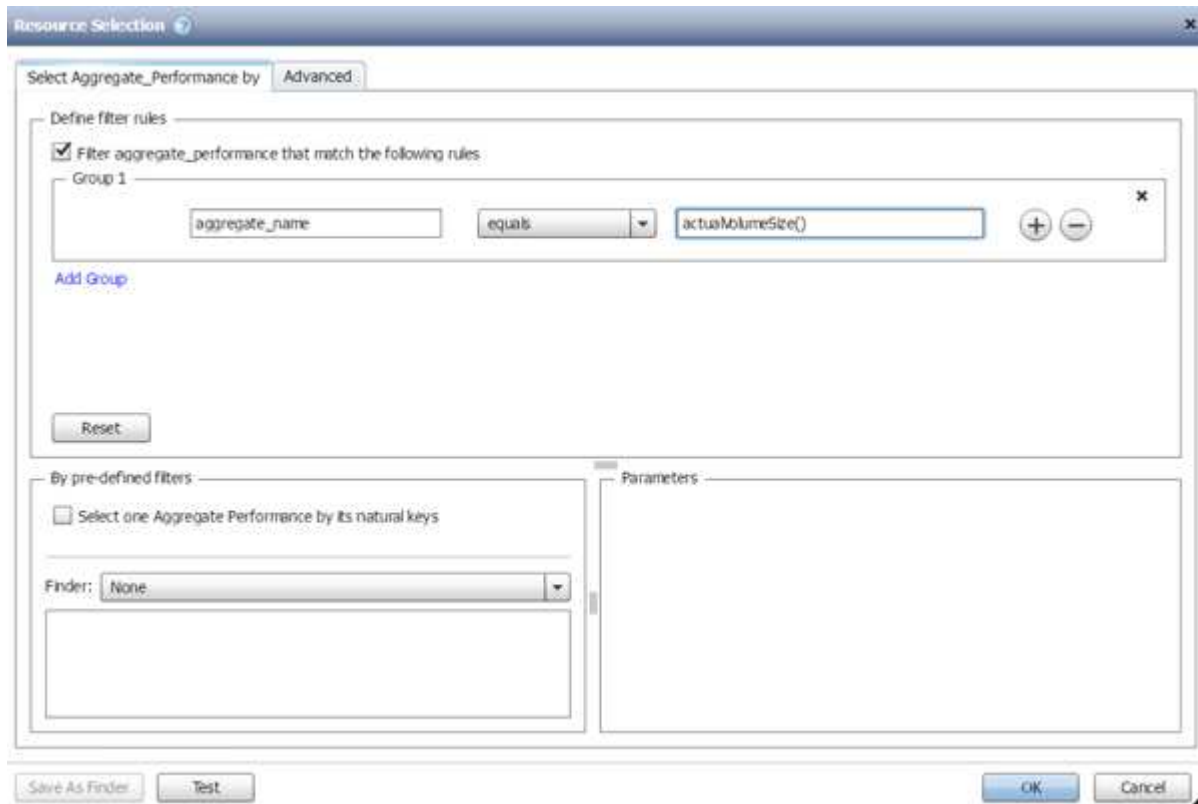 Resource Selection
Select Aggregate_Performance by
Advanced
Define filter rules
Filter aggregate_performance that match the following rules
Group 1
aggregate_name
equals
actualVolumeSize()
Add Group
Reset
By pre-defined filters
Select one Aggregate Performance by its natural keys
Finder: None
Parameters
Save As Finder
Test
OK
Cancel